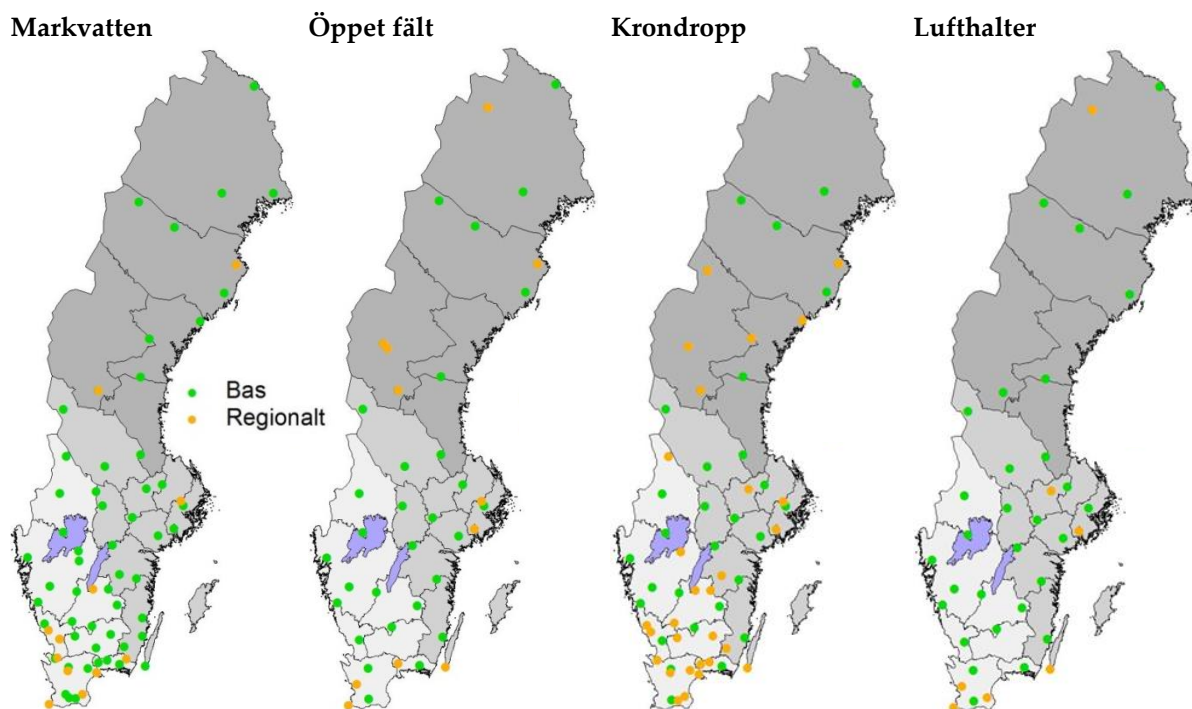 Markvatten
Öppet fält
Krondropp
Lufthalter
Bas
Regionalt